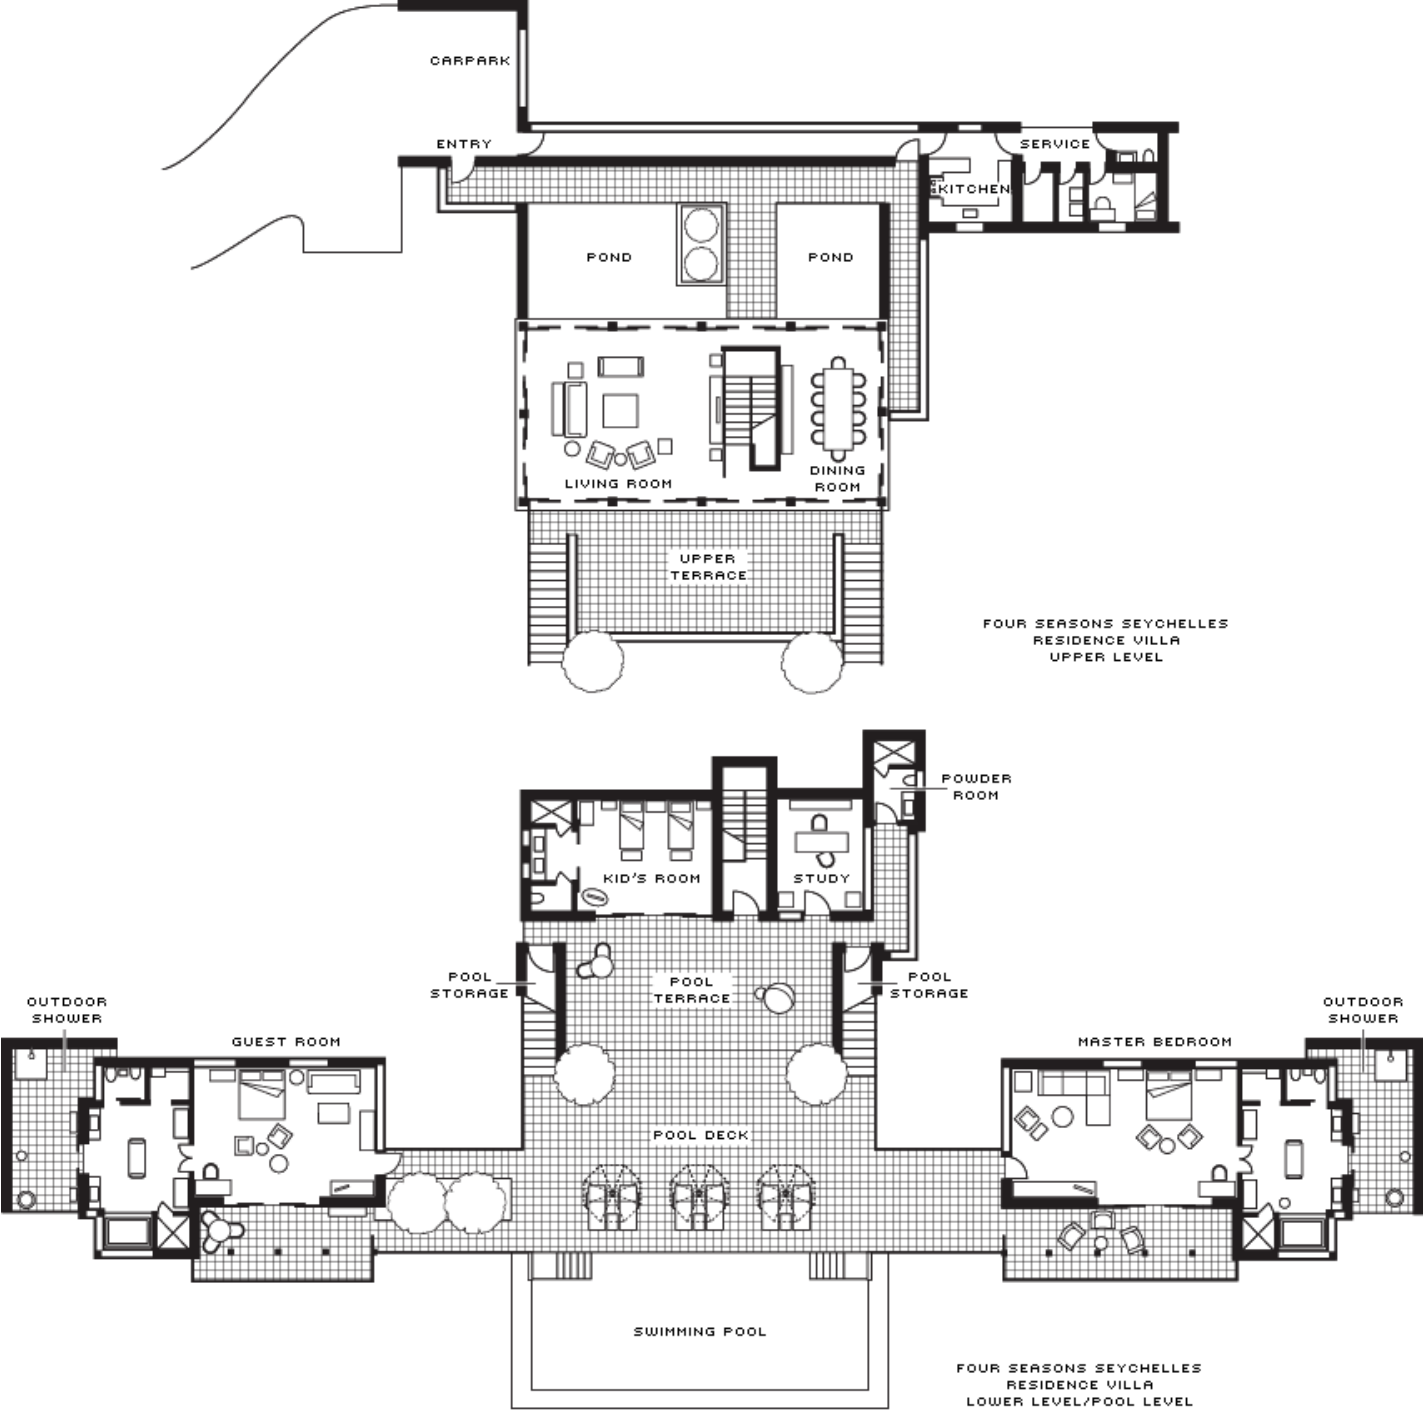 CARPARK
ENTRY
SERVICE
KITCHEN
POND
POND
LIVING ROOM
DINING
ROOM
UPPER
TERRACE
FOUR SEASONS SEYCHELLES
RESIDENCE VILLA
UPPER LEVEL
POWDER
ROOM
KID'S ROOM
STUDY
POOL
STORAGE
POOL
TERRACE
POOL
STORAGE
OUTDOOR
SHOWER
GUEST ROOM
MASTER BEDROOM
OUTDOOR
SHOWER
POOL DECK
SWIMMING POOL
FOUR SEASONS SEYCHELLES
RESIDENCE VILLA
LOWER LEVEL/POOL LEVEL